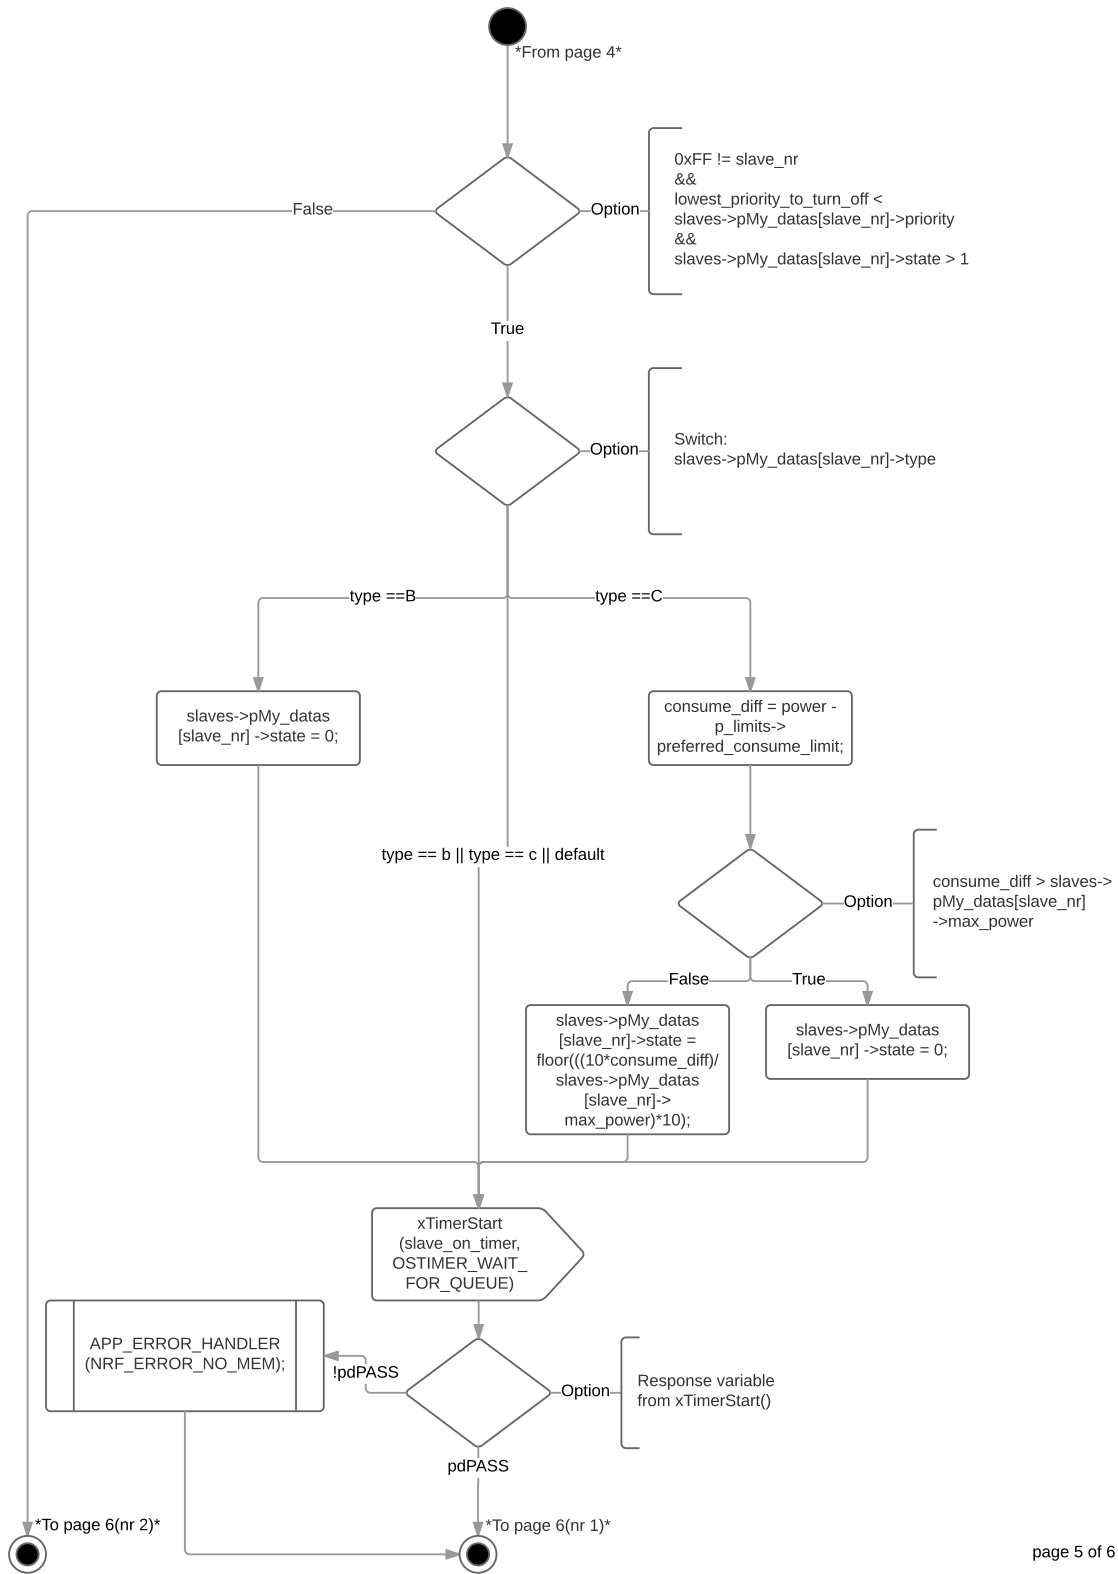 *From page 4*
0xFF != slave_nr
&&
lowest_priority_to_turn_off <
slaves->pMy_datas[slave_nr]->priority
&&
slaves->pMy_datas[slave_nr]->state > 1
False
Option
True
Option
Switch:
slaves->pMy_datas[slave_nr]->type
type ==B
type ==C
slaves->pMy_datas
[slave_nr] ->state = 0;
consume_diff = power -
p_limits->
preferred_consume_limit;
type == b || type == c || default
Option
consume_diff > slaves->
pMy_datas[slave_nr]
->max_power
False
True
slaves->pMy_datas
[slave_nr]->state =
floor(((10*consume_diff)/
slaves->pMy_datas
[slave_nr]->
max_power)*10);
slaves->pMy_datas
[slave_nr] ->state = 0;
xTimerStart
(slave_on_timer,
OSTIMER_WAIT_
FOR_QUEUE)
APP_ERROR_HANDLER
(NRF_ERROR_NO_MEM);
!pdPASS
Option
Response variable
from xTimerStart()
pdPASS
*To page 6(nr 2)*
*To page 6(nr 1)*
page 5 of 6